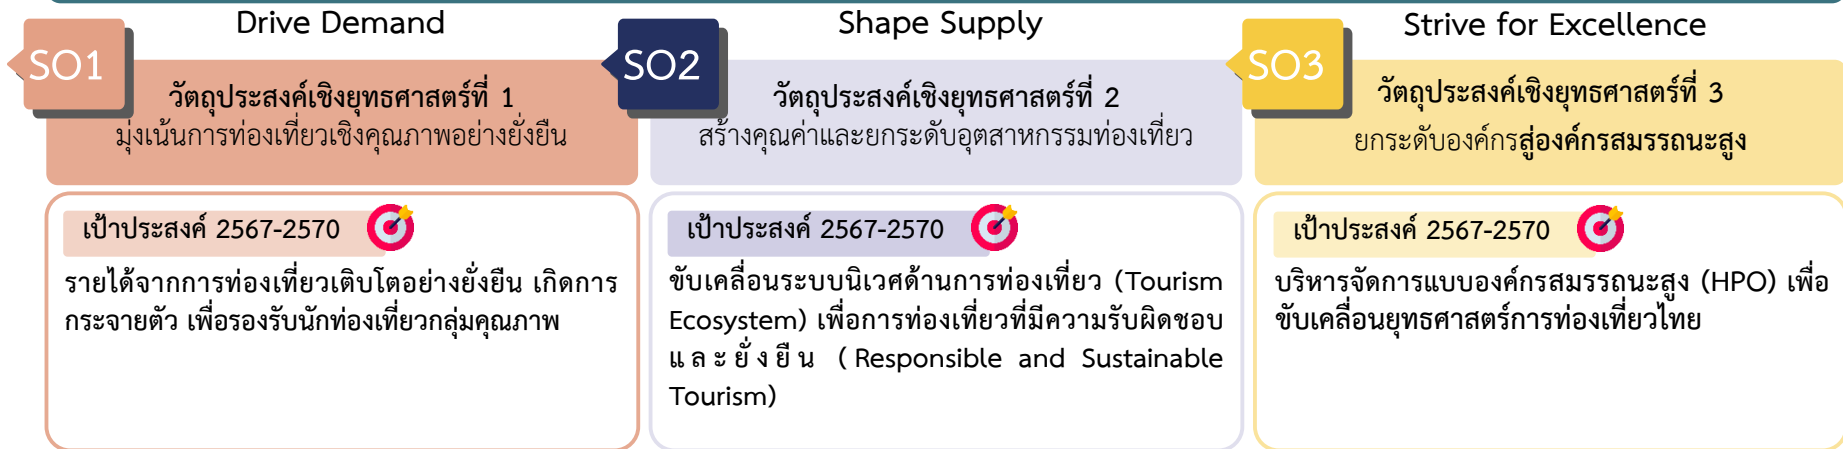 Drive Demand
SO1
วัตถุประสงค์เชิงยุทธศาสตร์ที่ 1
มุ่งเน้นการท่องเที่ยวเชิงคุณภาพอย่างยั่งยืน
เป้าประสงค์ 2567-2570
รายได้จากการท่องเที่ยวเติบโตอย่างยั่งยืน เกิดการ
กระจายตัว เพื่อรองรับนักท่องเที่ยวกลุ่มคุณภาพ
Shape Supply
SO2
วัตถุประสงค์เชิงยุทธศาสตร์ที่ 2
สร้างคุณค่าและยกระดับอุตสาหกรรมท่องเที่ยว
เป้าประสงค์ 2567-2570
ขับเคลื่อนระบบนิเวศด้านการท่องเที่ยว (Tourism
Ecosystem) เพื่อการท่องเที่ยวที่มีความรับผิดชอบ
และยั่งยืน (Responsible and Sustainable
Tourism)
Strive for Excellence
SO3
วัตถุประสงค์เชิงยุทธศาสตร์ที่ 3
ยกระดับองค์กรสู่องค์กรสมรรถนะสูง
เป้าประสงค์ 2567-2570
บริหารจัดการแบบองค์กรสมรรถนะสูง (HPO) เพื่อ
ขับเคลื่อนยุทธศาสตร์การท่องเที่ยวไทย